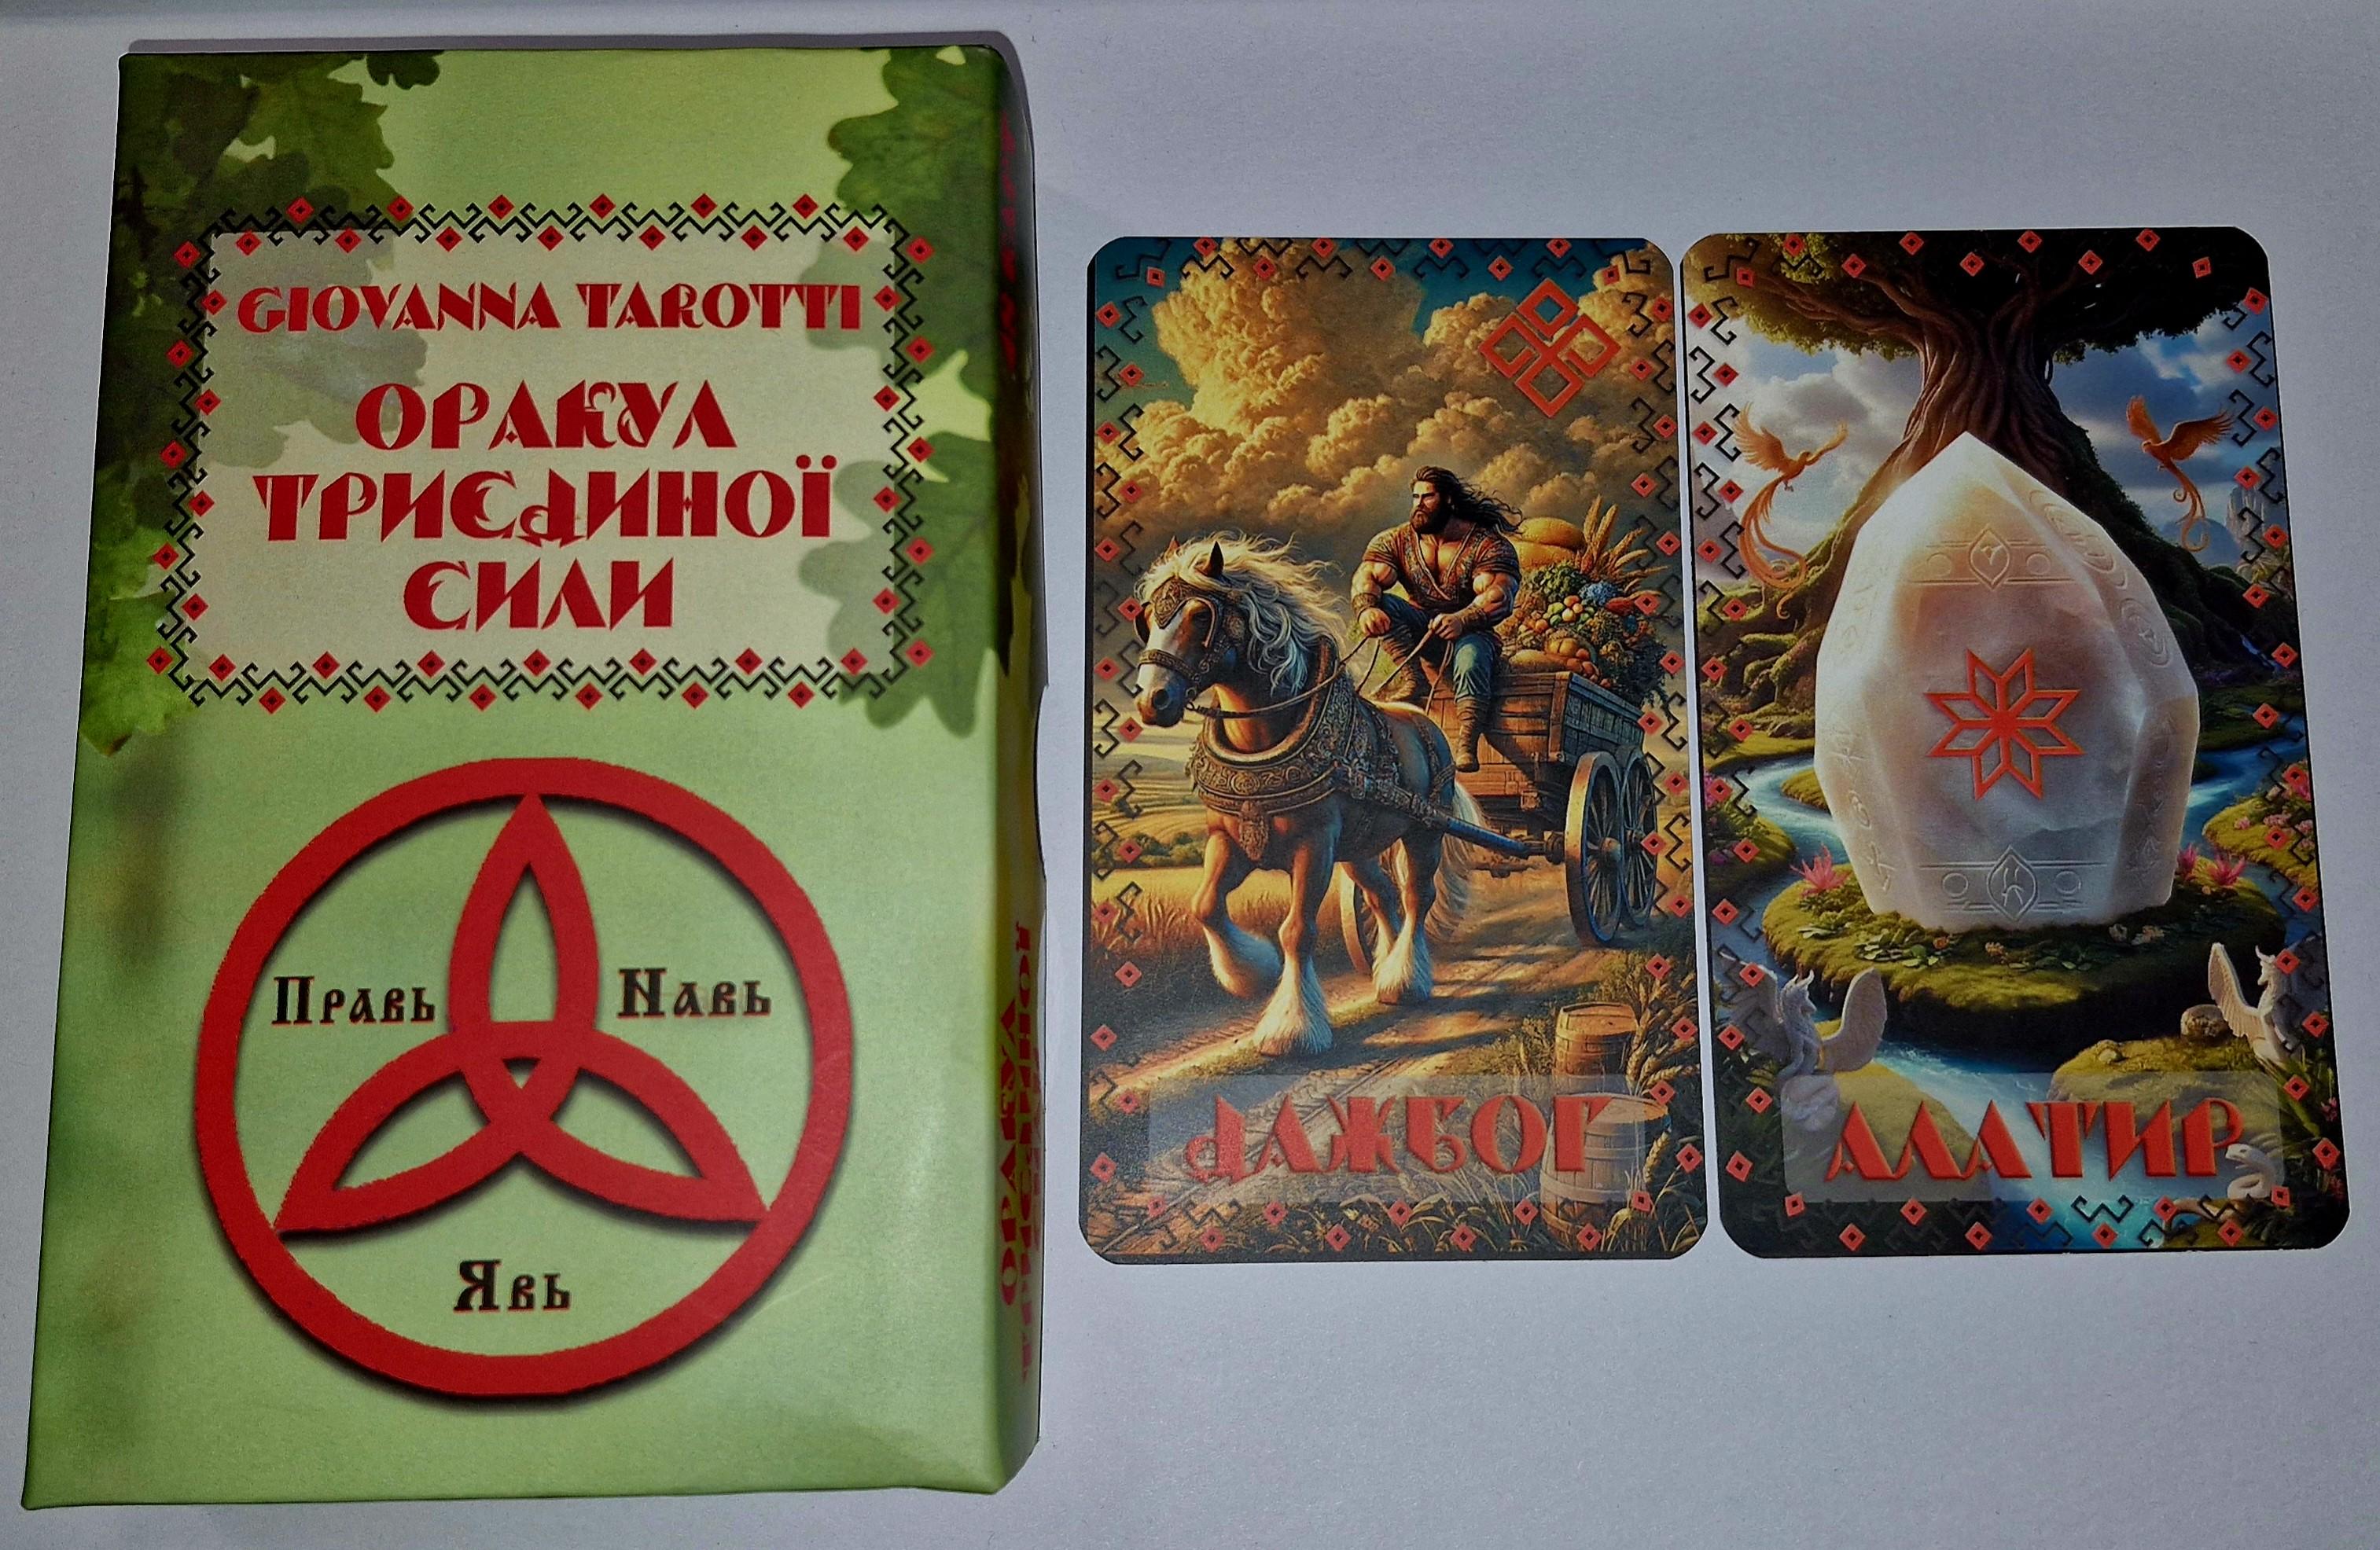 GIOVANNA TAROTTI
ОРАКУЛ
ТРИЄДИНОЇ
СИЛИ
Правь
Навь
Явь
ДАЖБОГ
АЛАТИР